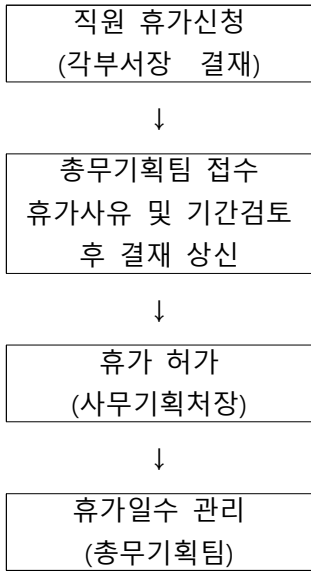 직원 휴가신청
(각부서장 결재)
↓
총무기획팀 접수
휴가사유 및 기간검토
후 결재 상신
↓
휴가 허가
(사무기획처장)
↓
휴가일수 관리
(총무기획팀)